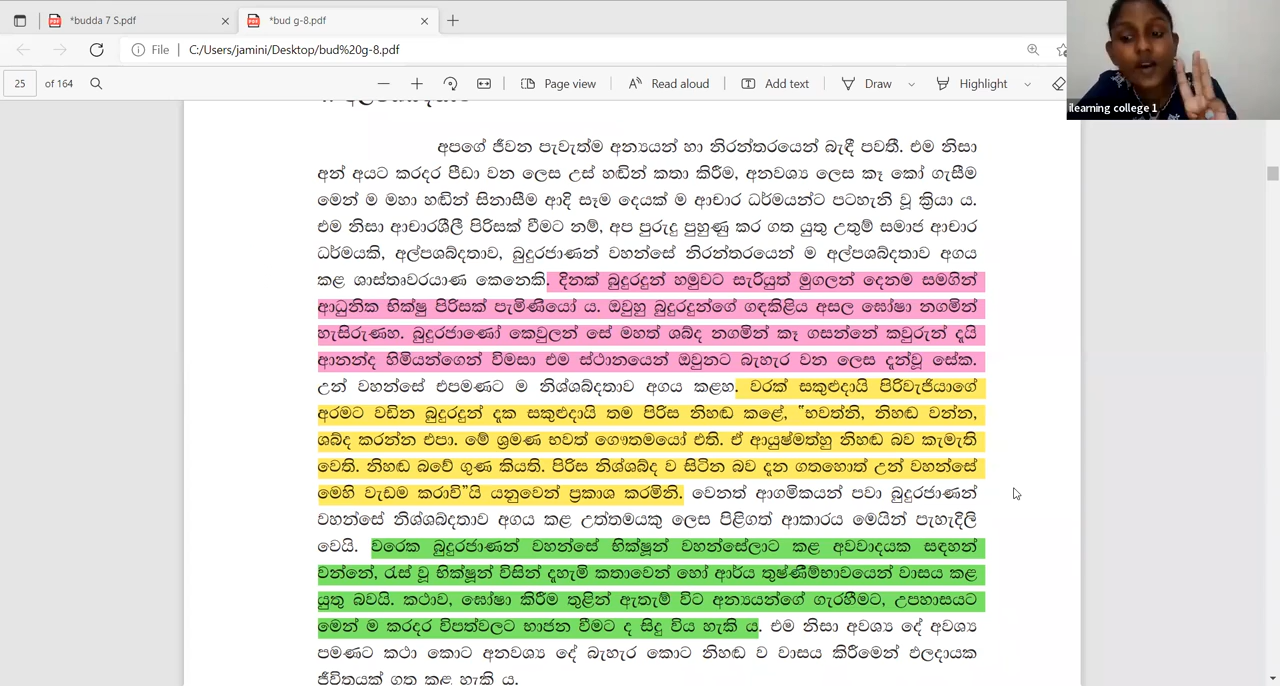 *budda 7 S.pdf
*bud g-8.pdf
File
C:/Users/jamini/Desktop/bud%20g-8.pdf
25 of 164
Page view
Read aloud
Add text
Draw
Highlight
ilearning college 1
අපගේ ජීවන පැවැත්ම අන්‍යයන් හා නිරන්තරයෙන් බැඳී පවතී. එම නිසා
අන් අයට කරදර පීඩා වන ලෙස උස් හඬින් කතා කිරීම, අනවශ්‍ය ලෙස කෑ කෝ ගැසීම
මෙන් ම මහා හඬින් සිනාසීම ආදි සෑම දෙයක් ම ආචාර ධර්මයන්ට පටහැනි වූ ක්‍රියා ය.
එම නිසා ආචාරශීලී පිරිසක් වීමට නම්, අප පුරුදු පුහුණු කර ගත යුතු උතුම් සමාජ ආචාර
ධර්මයකි, අල්පශබ්දතාව, බුදුරජාණන් වහන්සේ නිරන්තරයෙන් ම අල්පශබ්දතාව අගය
කළ ශාස්තෘවරයාණ කෙනෙකි. දිනක් බුදුරදුන් හමුවට සැරියුත් මුගලන් දෙනම සමගින්
ආධුනික භික්ෂු පිරිසක් පැමිණියෝ ය. ඔවුහු බුදුරදුන්ගේ ගඳකිළිය අසල ඝෝෂා නගමින්
හැසිරුණහ. බුදුරජාණෝ කෙවුලන් සේ මහත් ශබ්ද නගමින් කෑ ගසන්නේ කවුරුන් දැයි
ආනන්ද හිමියන්ගෙන් විමසා එම ස්ථානයෙන් ඔවුනට බැහැර වන ලෙස දැන්වූ සේක.
උන් වහන්සේ එපමණට ම නිශ්ශබ්දතාව අගය කළහ. වරක් සකුළුදායි පිරිවැජියාගේ
අරමට වඩින බුදුරදුන් දැක සකුළුදායි තම පිරිස නිහඬ කළේ, "භවත්නි, නිහඬ වන්න,
ශබ්ද කරන්න එපා. මේ ශ්‍රමණ භවත් ගෞතමයෝ එති. ඒ ආයුෂ්මත්හු නිහඬ බව කැමැති
වෙති. නිහඬ බවේ ගුණ කියති. පිරිස නිශ්ශබ්ද ව සිටින බව දැන ගතහොත් උන් වහන්සේ
මෙහි වැඩම කරාවි"යි යනුවෙන් ප්‍රකාශ කරමිනි. වෙනත් ආගමිකයන් පවා බුදුරජාණන්
වහන්සේ නිශ්ශබ්දතාව අගය කළ උත්තමයකු ලෙස පිළිගත් ආකාරය මෙයින් පැහැදිලි
වෙයි. වරෙක බුදුරජාණන් වහන්සේ භික්ෂූන් වහන්සේලාට කළ අවවාදයක සඳහන්
වන්නේ, රැස් වූ භික්ෂූන් විසින් දැහැමි කතාවෙන් හෝ ආර්ය තූෂ්ණීම්භාවයෙන් වාසය කළ
යුතු බවයි. කථාව, ඝෝෂා කිරීම තුළින් ඇතැම් විට අන්‍යයන්ගේ ගැරහීමට, උපහාසයට
මෙන් ම කරදර විපත්වලට භාජන වීමට ද සිදු විය හැකි ය. එම නිසා අවශ්‍ය දේ අවශ්‍ය
පමණට කථා කොට අනවශ්‍ය දේ බැහැර කොට නිහඬ ව වාසය කිරීමෙන් ඵලදායක
ජීවිතයක් ගත කළ හැකි ය.